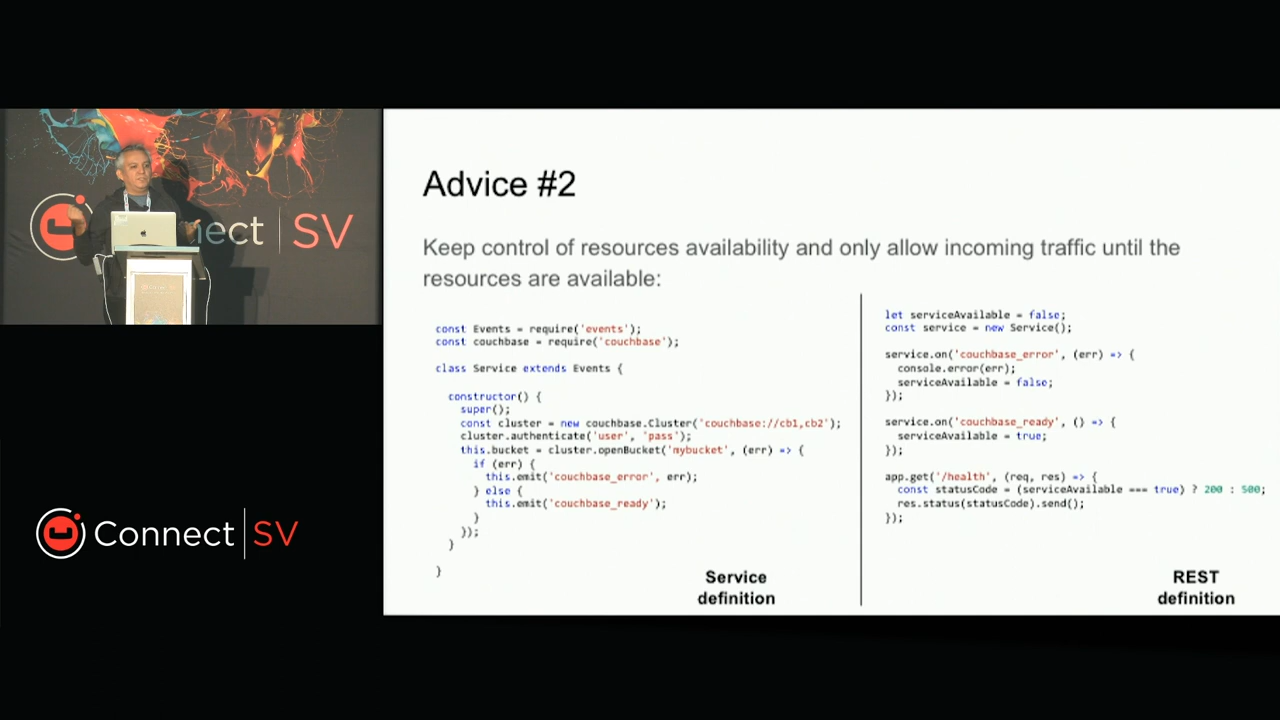 nect SV
Connect SV
Advice #2
Keep control of resources availability and only allow incoming traffic until the
resources are available:
const Events = require('events');
const couchbase = require('couchbase');
class Service extends Events {
constructor() {
super();
const cluster = new couchbase.Cluster('couchbase://cb1,cb2');
cluster.authenticate('user', 'pass');
this.bucket = cluster.openBucket('mybucket', (err) => {
if (err) {
this.emit('couchbase_error', err);
} else {
this.emit('couchbase_ready');
}
});
}
}
Service
definition
let serviceAvailable = false;
const service = new Service();
service.on('couchbase_error', (err) => {
console.error(err);
serviceAvailable = false;
});
service.on('couchbase_ready', () => {
serviceAvailable = true;
});
app.get('/health', (req, res) => {
const statusCode = (serviceAvailable === true) ? 200 : 500;
res.status(statusCode).send();
});
REST
definition